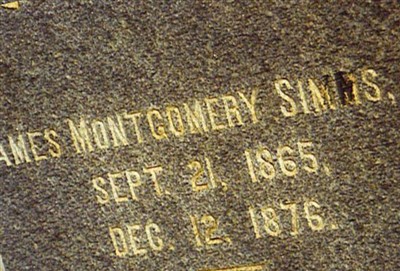 AMES MONTGOMERY SIMMS.
SEPT. 21, 1865.
DEC. 12, 1876.